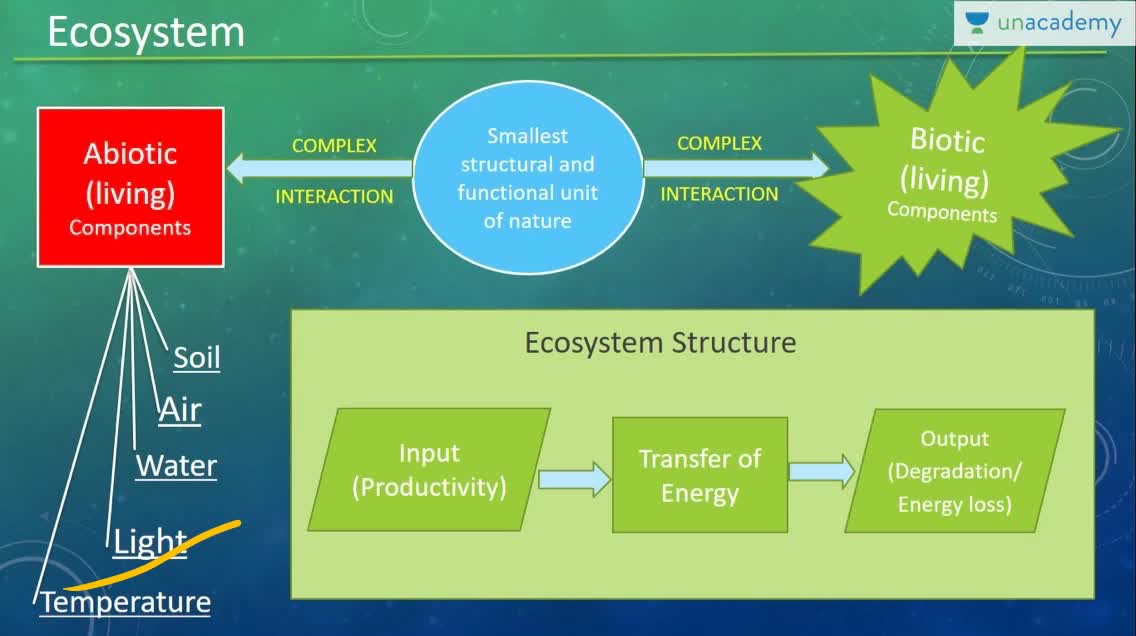 Ecosystem
unacademy
Abiotic
(living)
Components
COMPLEX
INTERACTION
Smallest
structural and
functional unit
of nature
COMPLEX
INTERACTION
Biotic
(living)
Components
Soil
Air
Water
Light
Temperature
Ecosystem Structure
Input
(Productivity)
Transfer of
Energy
Output
(Degradation/
Energy loss)